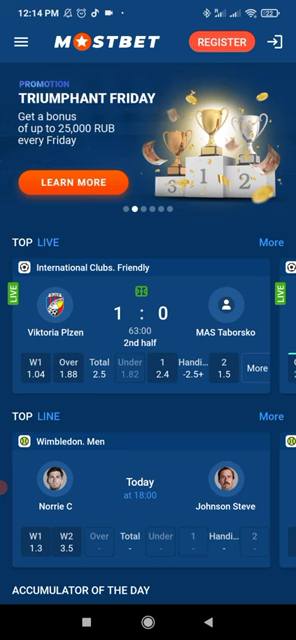 12:14 PM
22
MOSTBET
REGISTER
PROMOTION
TRIUMPHANT FRIDAY
Get a bonus
of up to 25,000 RUB
every Friday
LEARN MORE
3 1 2
TOP LIVE More
International Clubs. Friendly
LIVE
LIVE
Viktoria Plzen
1 : 0
63:00
2nd half
MAS Taborsko
W1 Over Total Under 1 Handi... 2 More
1.04 1.88 2.5 1.82 2.4 -2.5+ 1.5
TOP LINE More
Wimbledon. Men
Norrie C
Today
at 18:00
Johnson Steve
W1 W2 Over Total Under 1 Handi... 2
1.3 3.5 - - - - - -
ACCUMULATOR OF THE DAY